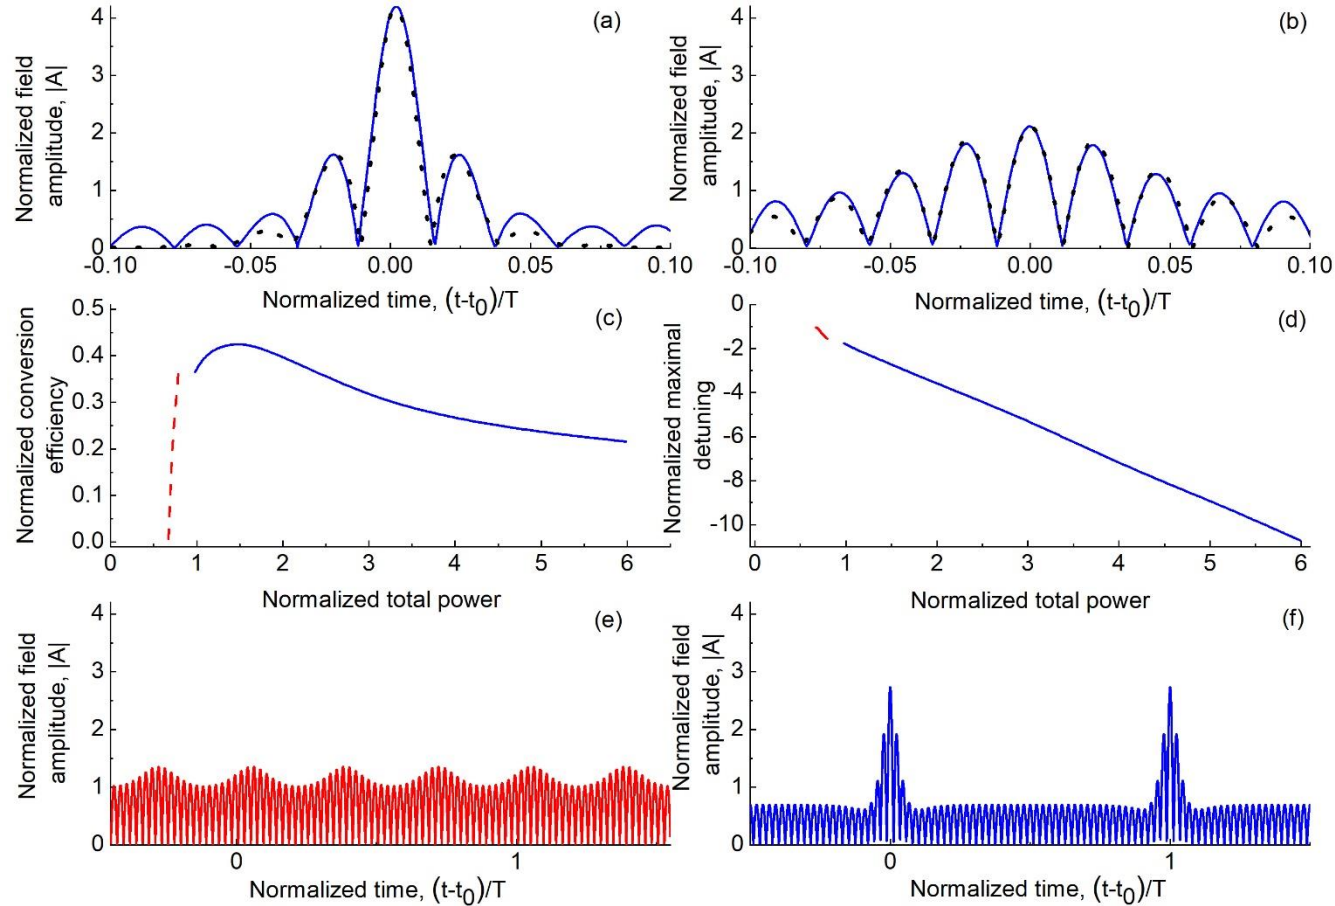 (a)
Normalized field
amplitude, |A|
4
3
2
1
0
-0.10 -0.05 0.00 0.05 0.10
Normalized time, (t-t0)/T
(b)
Normalized field
amplitude, |A|
4
3
2
1
0
-0.10 -0.05 0.00 0.05 0.10
Normalized time, (t-t0)/T
(c)
Normalized conversion
efficiency
0.5
0.4
0.3
0.2
0.1
0.0
0 1 2 3 4 5 6
Normalized total power
(d)
Normalized maximal
detuning
0
-2
-4
-6
-8
-10
0 1 2 3 4 5 6
Normalized total power
(e)
Normalized field
amplitude, |A|
4
3
2
1
0
0 1
Normalized time, (t-t0)/T
(f)
Normalized field
amplitude, |A|
4
3
2
1
0
0 1
Normalized time, (t-t0)/T